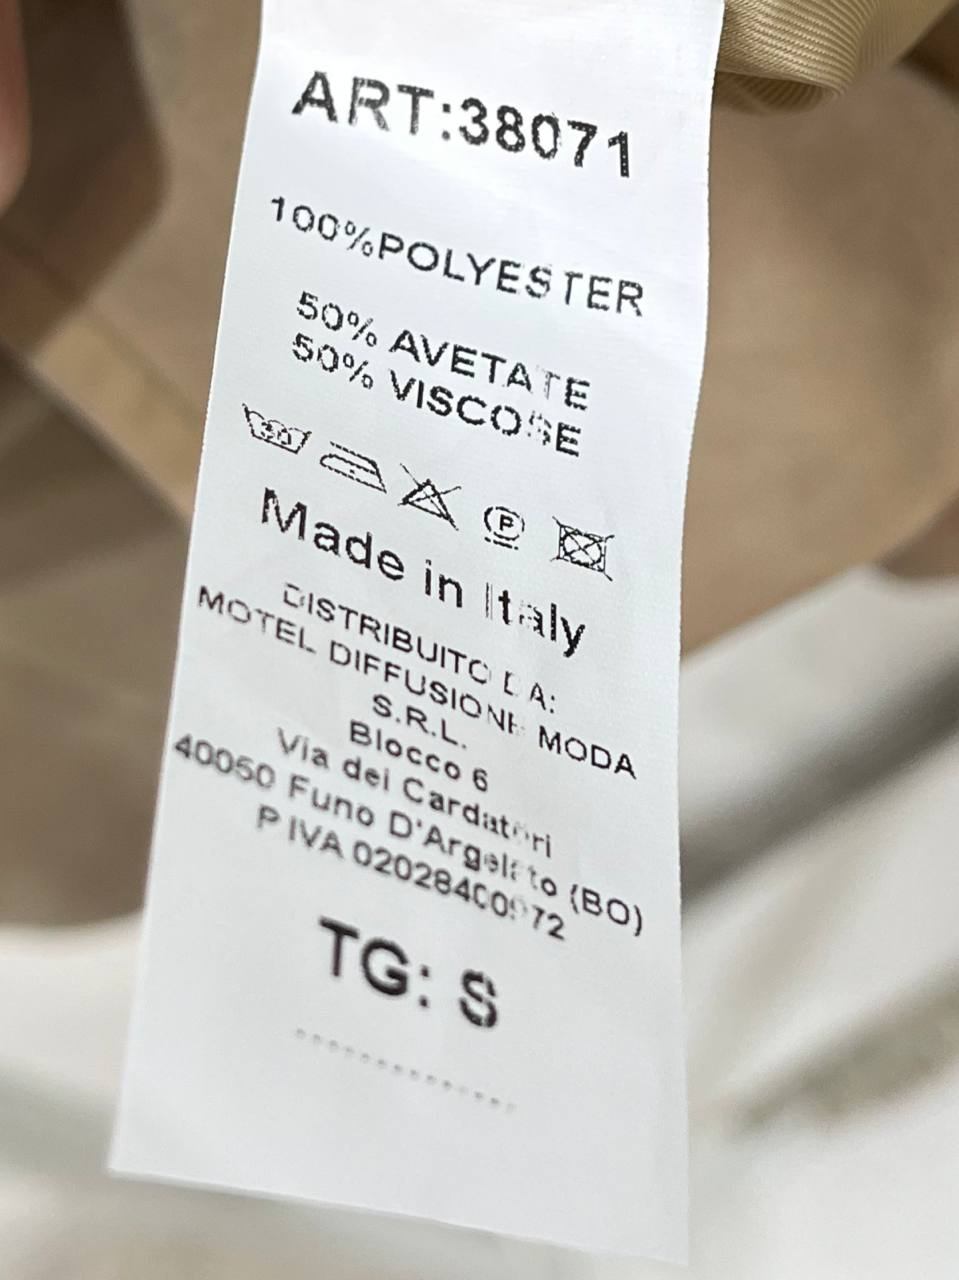 ART:38071
100%POLYESTER
50% AVETATE
50% VISCOSE
30
P
Made in Italy
DISTRIBUITO DA:
MOTEL DIFFUSIONE MODA
S.R.L.
Blocco 6
Via dei Cardatori
40050 Funo D'Argelato (BO)
P IVA
TG: S